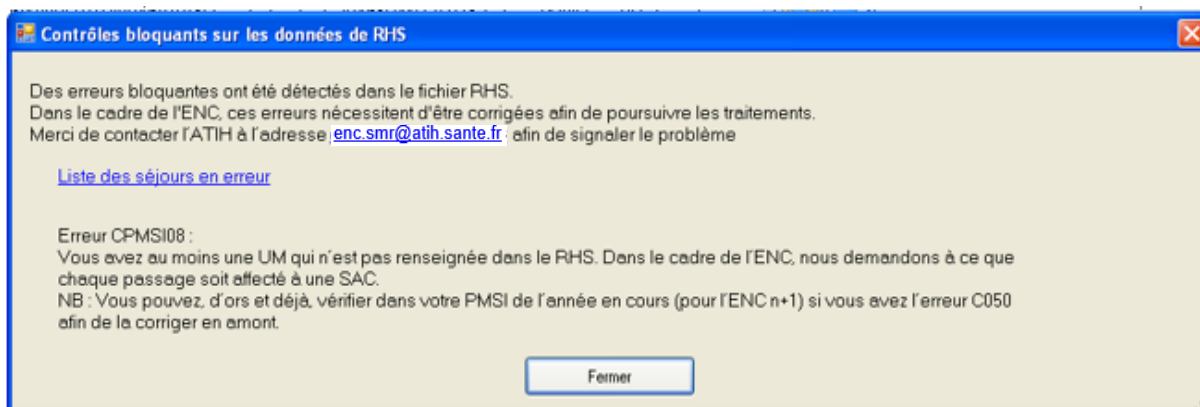 Contrôles bloquants sur les données de RHS
Des erreurs bloquantes ont été détectés dans le fichier RHS.
Dans le cadre de l'ENC, ces erreurs nécessitent d'être corrigées afin de poursuivre les traitements.
Merci de contacter l'ATIH à l'adresse enc.smr@atih.sante.fr afin de signaler le problème
Liste des séjours en erreur
Erreur CPMSI08 :
Vous avez au moins une UM qui n'est pas renseignée dans le RHS. Dans le cadre de l'ENC, nous demandons à ce que
chaque passage soit affecté à une SAC.
NB : Vous pouvez, d'ors et déjà, vérifier dans votre PMSI de l'année en cours (pour l'ENC n+1) si vous avez l'erreur C050
afin de la corriger en amont.
Fermer